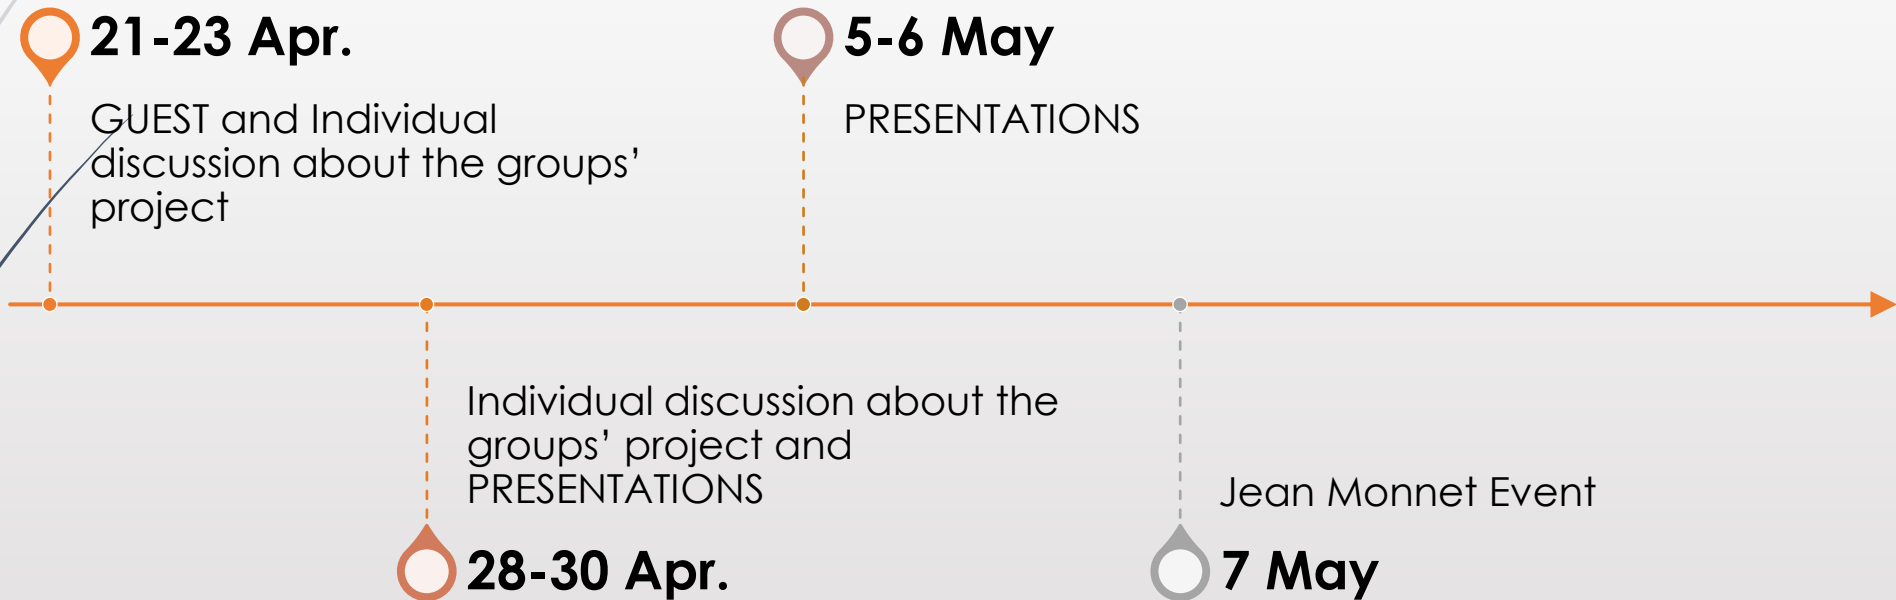 21-23 Apr.
GUEST and Individual
discussion about the groups’
project
Individual discussion about the
groups’ project and
PRESENTATIONS
28-30 Apr.
5-6 May
PRESENTATIONS
Jean Monnet Event
7 May